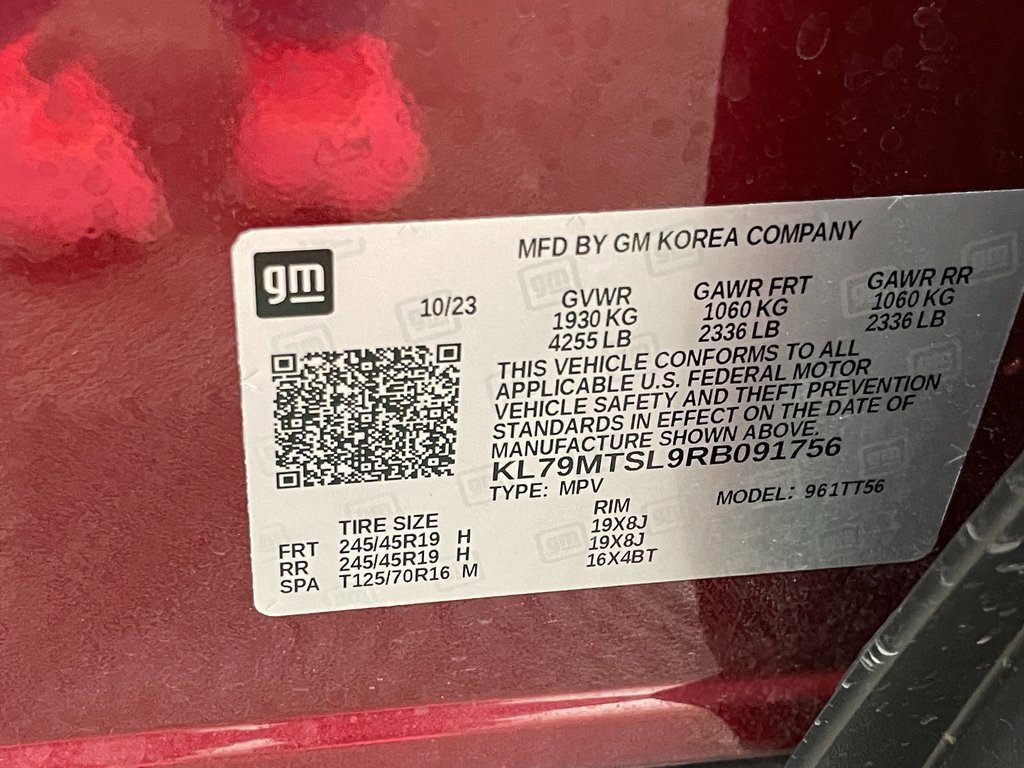 gm
MFD BY GM KOREA COMPANY
10/23
GVWR GAWR FRT GAWR RR
1930 KG 1060 KG 1060 KG
4255 LB 2336 LB 2336 LB
THIS VEHICLE CONFORMS TO ALL
APPLICABLE U.S. FEDERAL MOTOR
VEHICLE SAFETY AND THEFT PREVENTION
STANDARDS IN EFFECT ON THE DATE OF
MANUFACTURE SHOWN ABOVE.
KL79MTSL9RB091756
TYPE: MPV MODEL: 961TT56
TIRE SIZE RIM
FRT 245/45R19 H 19X8J
RR 245/45R19 H 19X8J
SPA T125/70R16 M 16X4BT